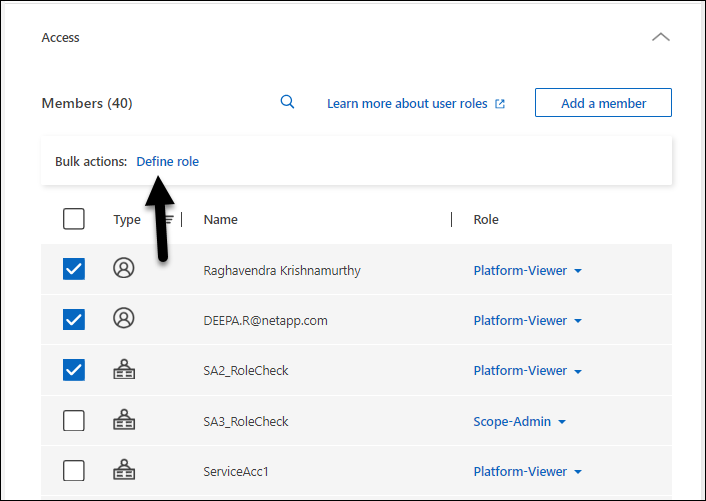 Access
Members (40) Learn more about user roles Add a member
Bulk actions: Define role
Type Name Role
Raghavendra Krishnamurthy Platform-Viewer
DEEPA.R@netapp.com Platform-Viewer
SA2_RoleCheck Platform-Viewer
SA3_RoleCheck Scope-Admin
ServiceAcc1 Platform-Viewer